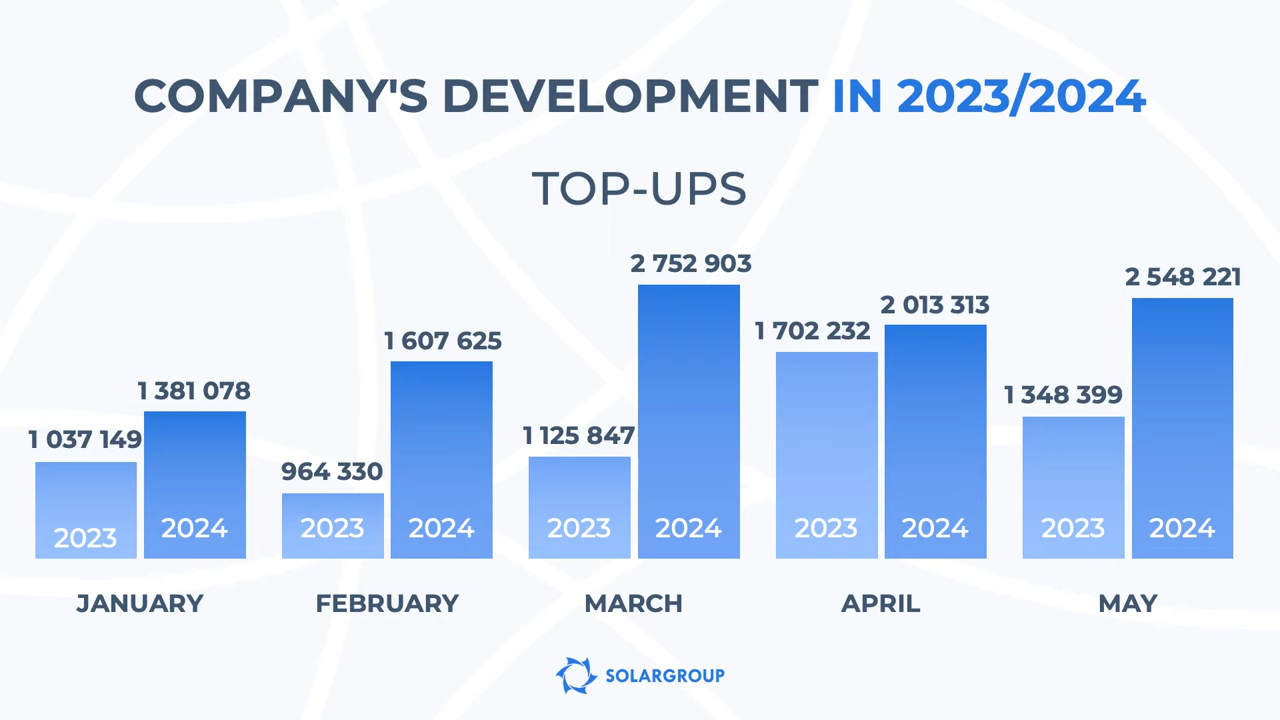 COMPANY'S DEVELOPMENT IN 2023/2024
TOP-UPS
1 037 149
2023
1 381 078
2024
JANUARY
964 330
2023
1 607 625
2024
FEBRUARY
1 125 847
2023
2 752 903
2024
MARCH
1 702 232
2023
2 013 313
2024
APRIL
1 348 399
2023
2 548 221
2024
MAY
SOLARGROUP